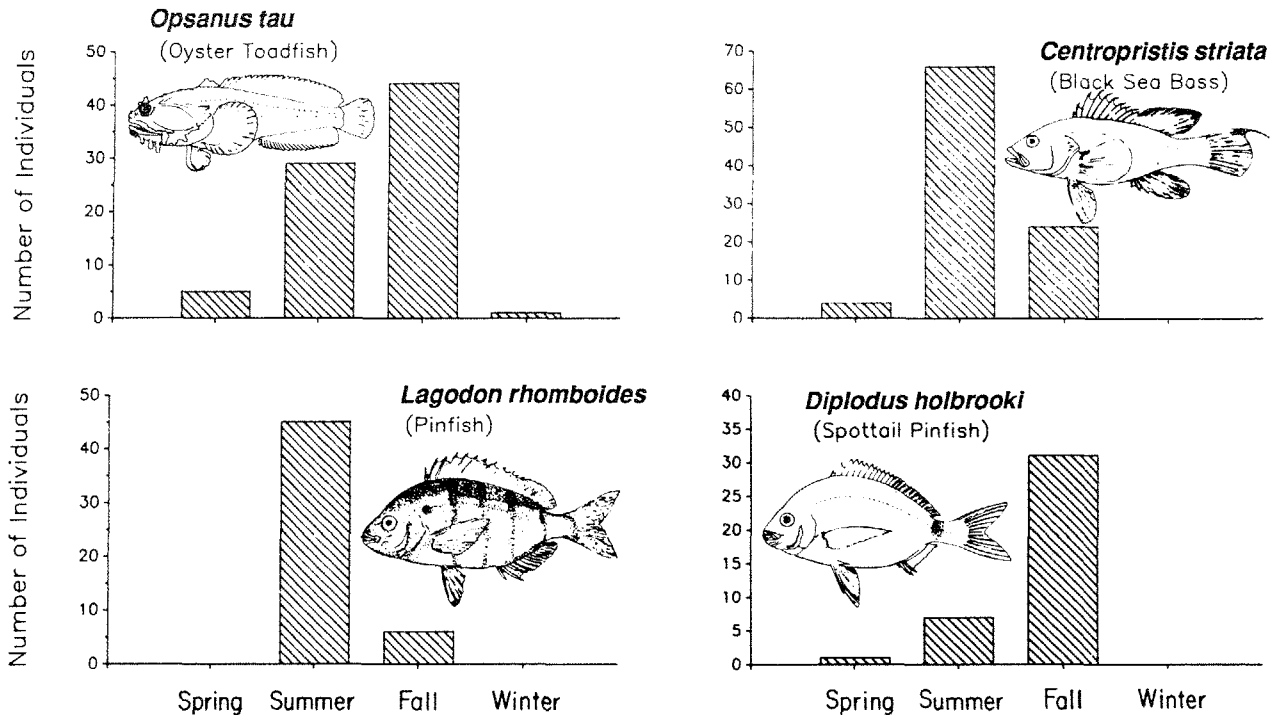 Opsanus tau
(Oyster Toadfish)
Number of Individuals
50
40
30
20
10
0
Centropristis striata
(Black Sea Bass)
70
60
50
40
30
20
10
0
Lagodon rhomboides
(Pinfish)
Number of Individuals
50
40
30
20
10
0
Spring Summer Fall Winter
Diplodus holbrooki
(Spottail Pinfish)
40
35
30
25
20
15
10
5
0
Spring Summer Fall Winter